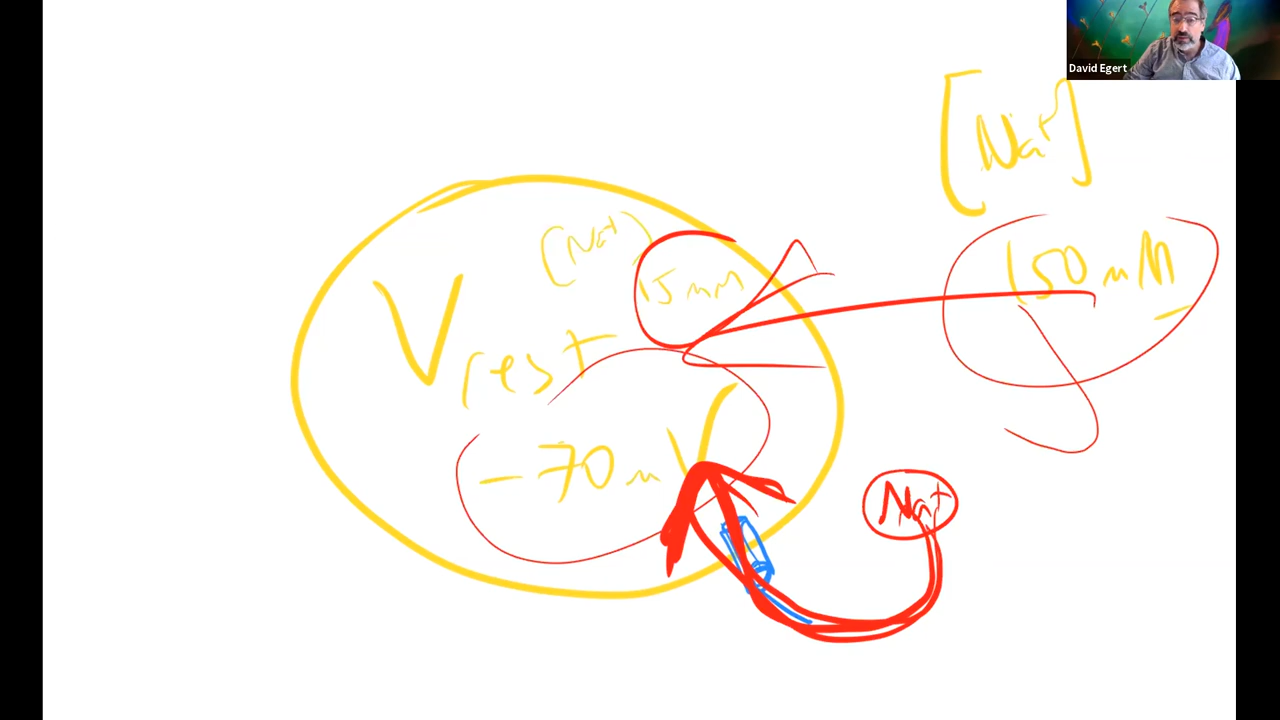 David Egert
[Na+]
[Na+]
15 mM
150 mM
Vrest
-70 mV
Na+